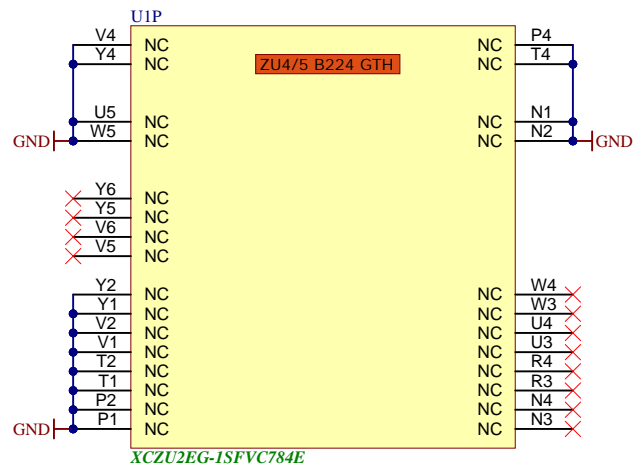 U1P
V4 NC ZU4/5 B224 GTH NC P4
Y4 NC NC T4
U5 NC NC N1
GND W5 NC NC N2 GND
Y6 NC
Y5 NC
V6 NC
V5 NC
Y2 NC NC W4
Y1 NC NC W3
V2 NC NC U4
V1 NC NC U3
T2 NC NC R4
T1 NC NC R3
P2 NC NC N4
GND P1 NC NC N3
XCZU2EG-1SFVC784E